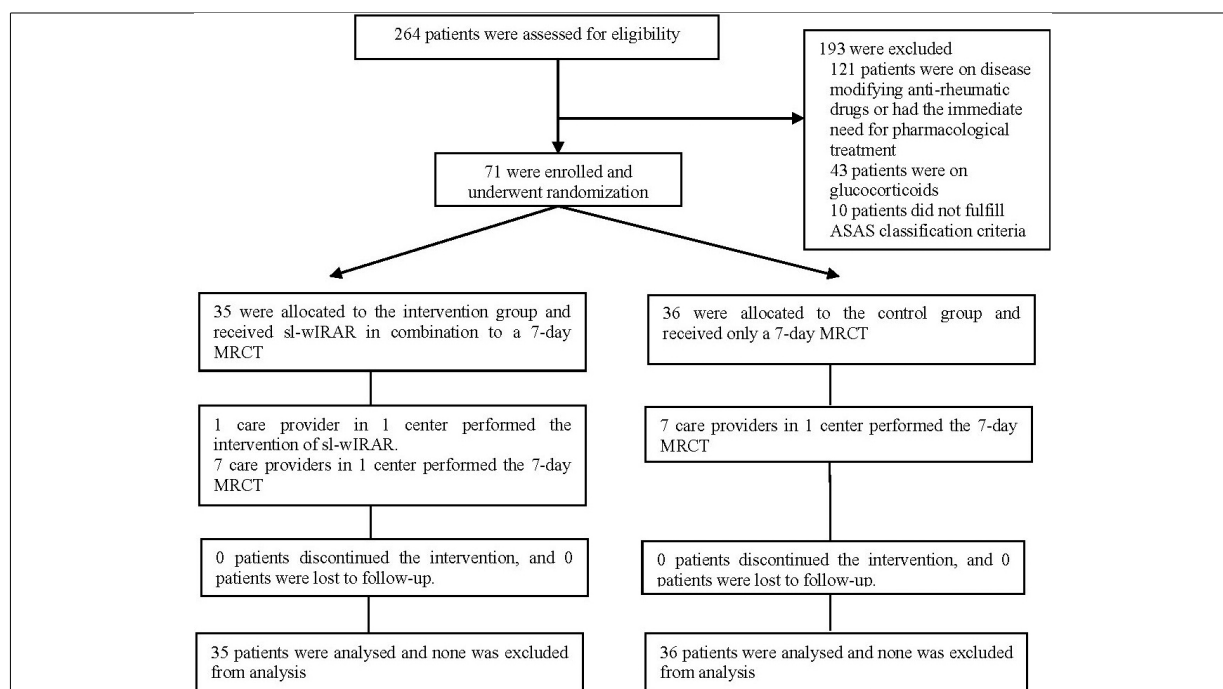 264 patients were assessed for eligibility
193 were excluded
121 patients were on disease
modifying anti-rheumatic
drugs or had the immediate
need for pharmacological
treatment
43 patients were on
glucocorticoids
10 patients did not fulfill
ASAS classification criteria
71 were enrolled and
underwent randomization
35 were allocated to the intervention group and
received sl-wIRAR in combination to a 7-day
MRCT
36 were allocated to the control group and
received only a 7-day MRCT
1 care provider in 1 center performed the
intervention of sl-wIRAR.
7 care providers in 1 center performed the 7-day
MRCT
7 care providers in 1 center performed the 7-day
MRCT
0 patients discontinued the intervention, and 0
patients were lost to follow-up.
0 patients discontinued the intervention, and 0
patients were lost to follow-up.
35 patients were analysed and none was excluded
from analysis
36 patients were analysed and none was excluded
from analysis